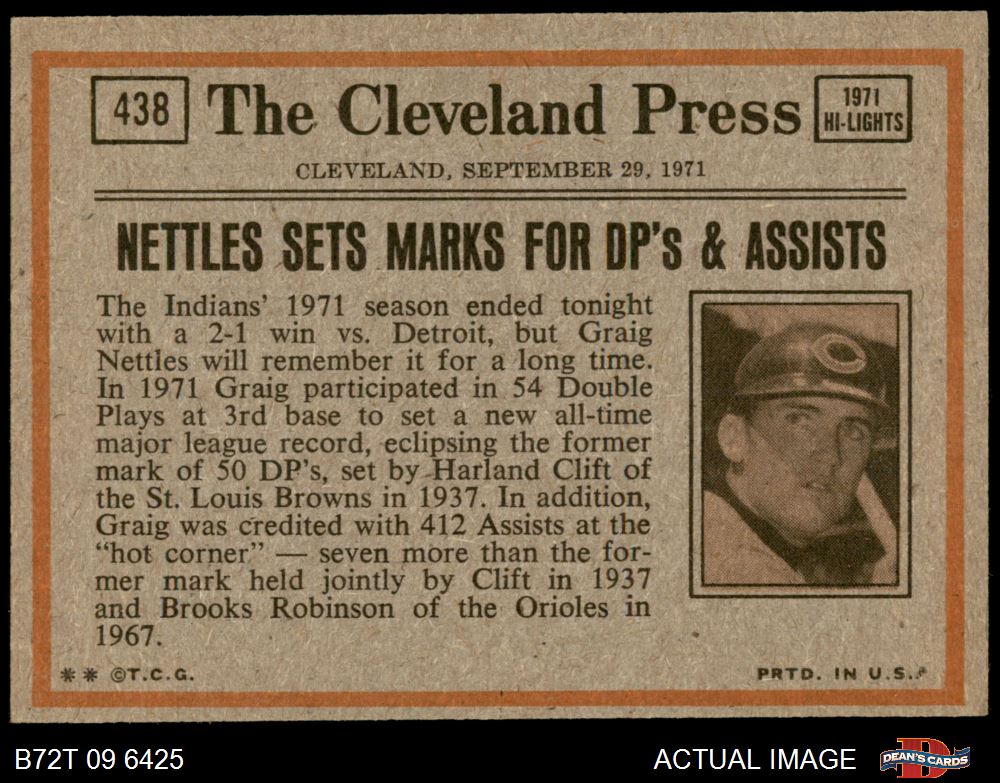 438
The Cleveland Press
1971
HI-LIGHTS
CLEVELAND, SEPTEMBER 29, 1971
NETTLES SETS MARKS FOR DP's & ASSISTS
The Indians' 1971 season ended tonight
with a 2-1 win vs. Detroit, but Graig
Nettles will remember it for a long time.
In 1971 Graig participated in 54 Double
Plays at 3rd base to set a new all-time
major league record, eclipsing the former
mark of 50 DP's, set by Harland Clift of
the St. Louis Browns in 1937. In addition,
Graig was credited with 412 Assists at the
"hot corner" — seven more than the for-
mer mark held jointly by Clift in 1937
and Brooks Robinson of the Orioles in
1967.
C
** ©T.C.G.
PRTD. IN U.S.A.
B72T 09 6425
ACTUAL IMAGE
D
DEAN'S CARDS